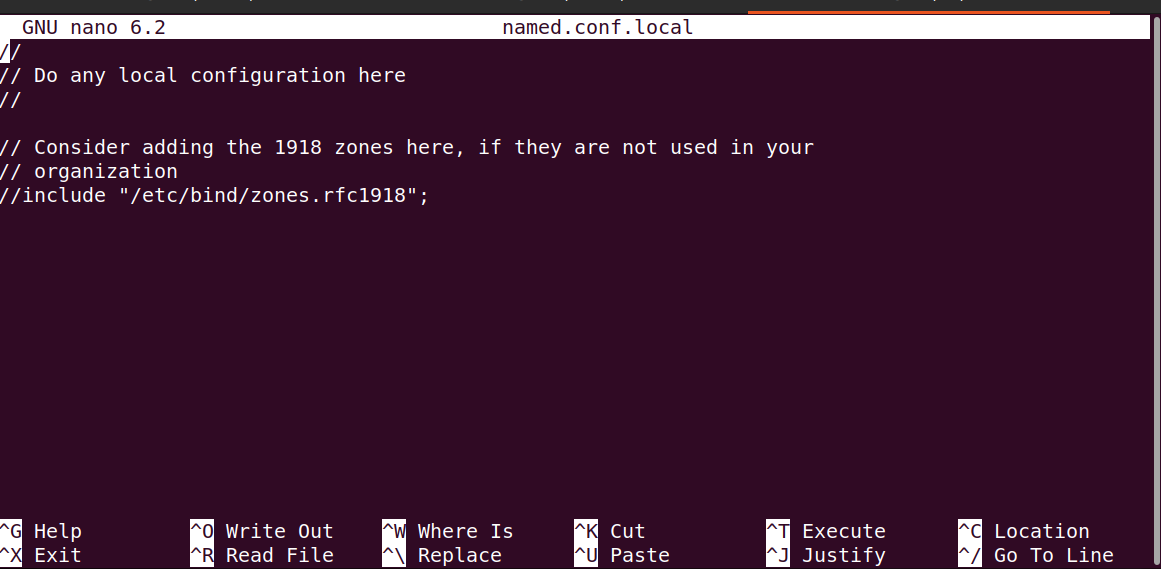 GNU nano 6.2 named.conf.local
//
// Do any local configuration here
//
// Consider adding the 1918 zones here, if they are not used in your
// organization
//include "/etc/bind/zones.rfc1918";
^G Help ^O Write Out ^W Where Is ^K Cut ^T Execute ^C Location
^X Exit ^R Read File ^\ Replace ^U Paste ^J Justify ^/ Go To Line